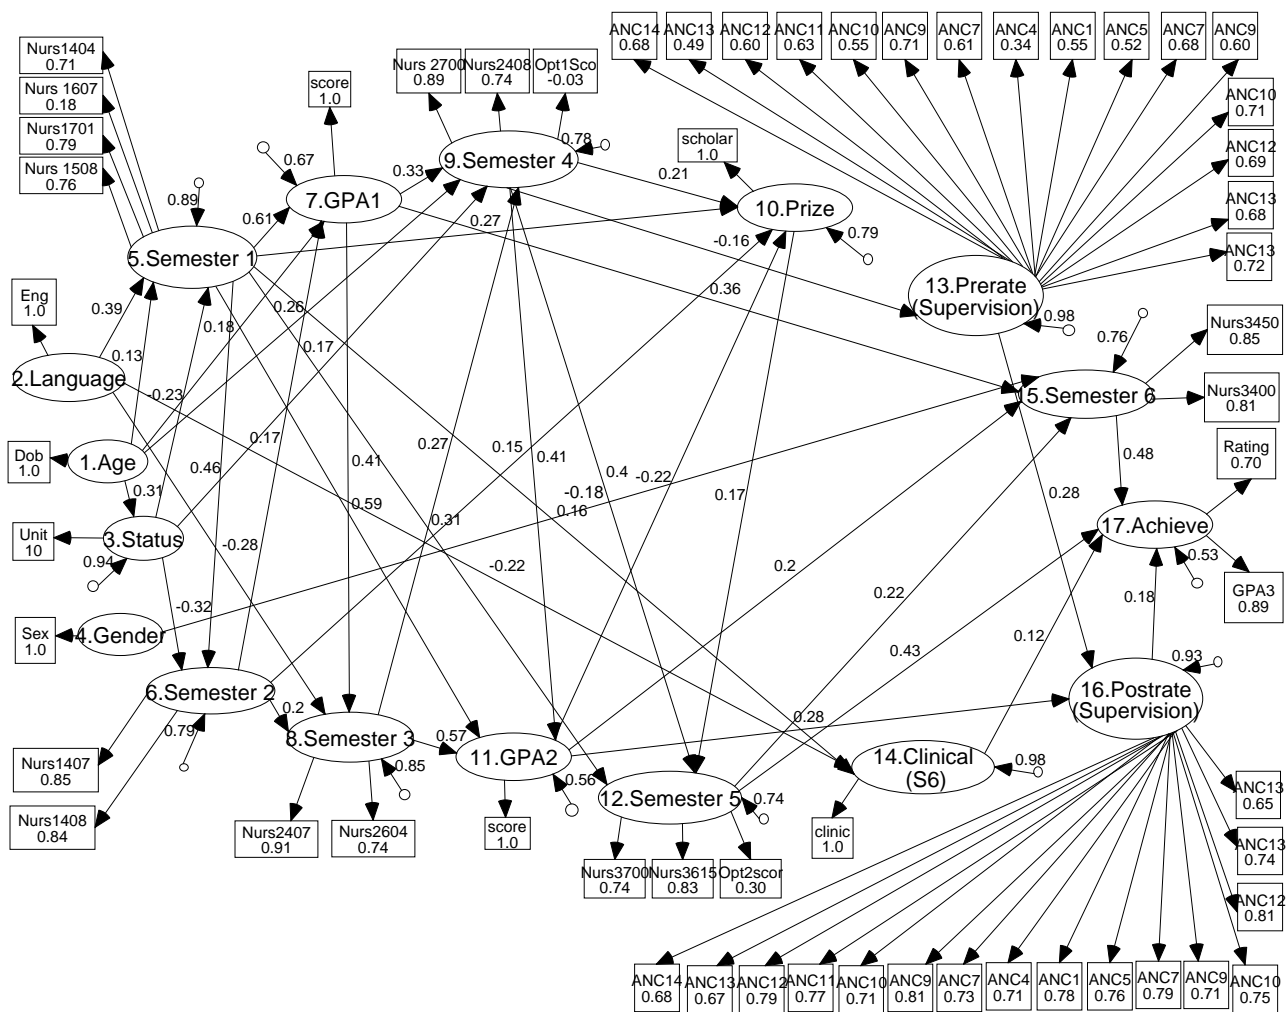 ANC14
0.68
ANC13
0.49
ANC12
0.60
ANC11
0.63
ANC10
0.55
ANC9
0.71
ANC7
0.61
ANC4
0.34
ANC1
0.55
ANC5
0.52
ANC7
0.68
ANC9
0.60
Nurs1404
0.71
Nurs 1607
0.18
Nurs1701
0.79
Nurs 1508
0.76
score
1.0
Nurs 2700
0.89
Nurs2408
0.74
Opt1Sco
-0.03
ANC10
0.71
ANC12
0.69
ANC13
0.68
ANC13
0.72
scholar
1.0
0.67
0.33
9.Semester 4
0.78
0.21
0.89
7.GPA1
0.61
0.27
10.Prize
0.79
-0.16
5.Semester 1
0.36
13.Prerate
(Supervision)
0.98
Eng
1.0
0.39
0.26
0.18
0.17
0.13
0.76
Nurs3450
0.85
2.Language
-0.23
15.Semester 6
Nurs3400
0.81
Dob
1.0
1.Age
0.17
0.46
0.41
0.27
0.15
0.41
0.4
-0.22
0.48
Rating
0.70
0.31
0.59
-0.18
0.16
0.17
0.28
Unit
10
3.Status
0.94
-0.28
0.31
17.Achieve
0.53
-0.22
0.2
0.22
0.18
GPA3
0.89
Sex
1.0
4.Gender
-0.32
0.43
0.12
6.Semester 2
0.79
0.2
0.93
16.Postrate
(Supervision)
8.Semester 3
0.85
0.57
0.28
11.GPA2
0.56
14.Clinical
(S6)
0.98
Nurs1407
0.85
12.Semester 5
0.74
ANC13
0.65
Nurs1408
0.84
Nurs2407
0.91
Nurs2604
0.74
score
1.0
clinic
1.0
ANC13
0.74
Nurs3700
0.74
Nurs3615
0.83
Opt2scor
0.30
ANC12
0.81
ANC14
0.68
ANC13
0.67
ANC12
0.79
ANC11
0.77
ANC10
0.71
ANC9
0.81
ANC7
0.73
ANC4
0.71
ANC1
0.78
ANC5
0.76
ANC7
0.79
ANC9
0.71
ANC10
0.75